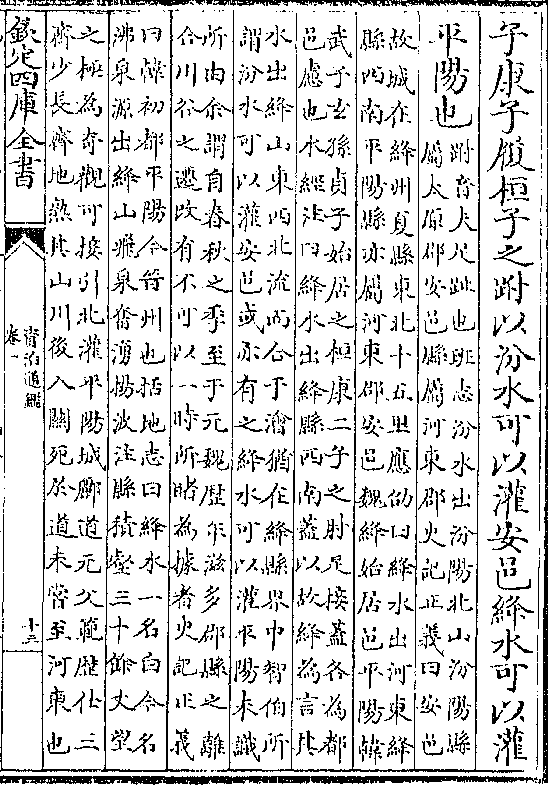 子康子履桓子之跗以汾水可以灌安邑絳水可以灌
平陽也
跗音夫足趾也班志汾水出汾陽北山汾陽縣
屬太原郡安邑縣屬河東郡史記正義曰安邑
故城在絳州夏縣東北十五里應劭曰絳水出河東絳
縣西南平陽縣亦屬河東郡安邑魏絳始居邑平陽韓
武子玄孫貞子始居之桓康二子之肘足接蓋各為都
邑慮也水經注曰絳水出絳縣西南蓋以故絳為言其
水出絳山東西北流而合于澮猶在絳縣界中智伯所
謂汾水可以灌安邑或亦有之絳水可以灌平陽未識
所由余謂自春秋之季至于元魏歷年滋多郡縣之離
合川谷之遷改有不可以一時所睹為據者史記正義
曰韓初都平陽今晉州也括地志曰絳水一名白今名
沸泉源出絳山飛泉奮湧揚波注縣積壑三十餘丈望
之極為奇觀可接引北灌平陽城酈道元父範歷仕三
齊少長齊地熟其山川後入關死於道未嘗至河東也
欽定四庫全書
資治通鑑
卷一
十三